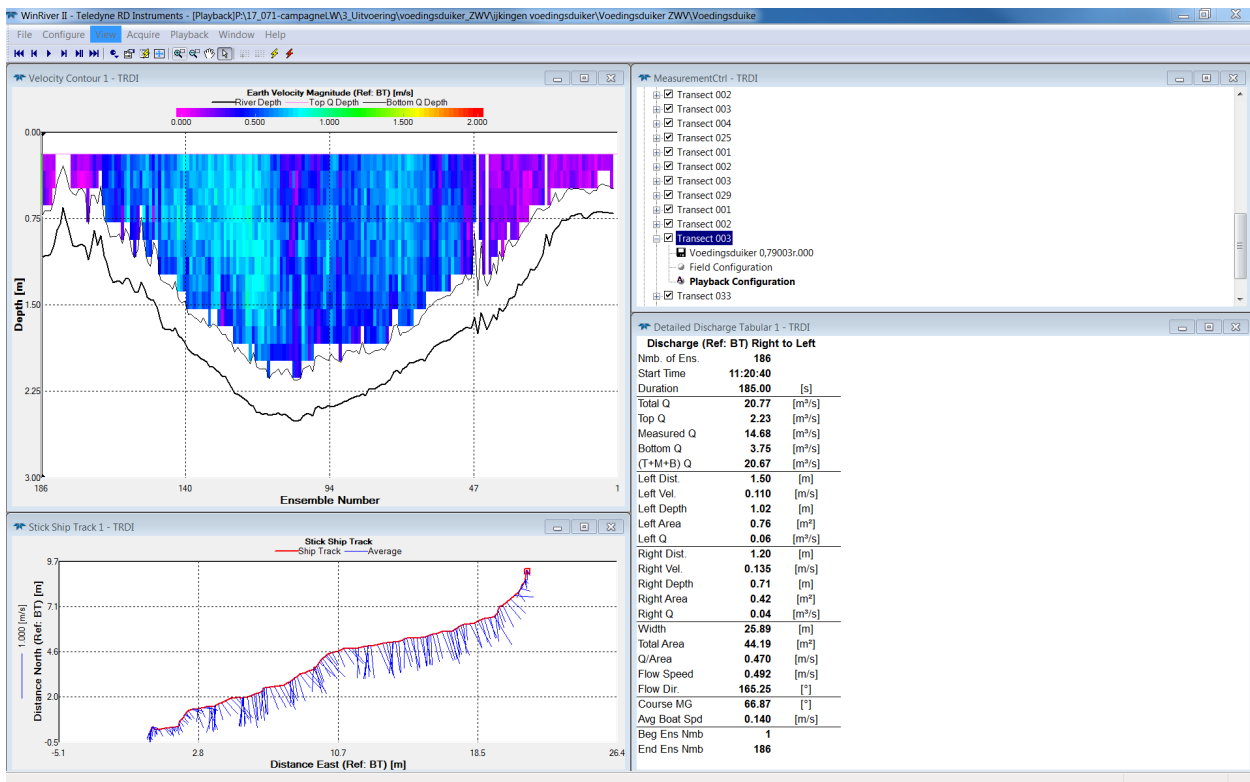 WinRiver II - Teledyne RD Instruments - [Playback]P:\17_071-campagneLW\3_Uitvoering\voedingsduiker_ZWV\ijkingen voedingsduiker\Voedingsduiker ZWV\Voedingsduike
File Configure View Acquire Playback Window Help
Velocity Contour 1 - TRDI
Earth Velocity Magnitude (Ref: BT) [m/s]
River Depth Top Q Depth Bottom Q Depth
0.000 0.500 1.000 1.500 2.000
0.00
0.75
1.50
2.25
3.00
Depth [m]
186 140 94 47 1
Ensemble Number
Stick Ship Track 1 - TRDI
Stick Ship Track
Ship Track Average
9.7
7.1
4.6
2.0
-0.5
1.000 [m/s]
Distance North (Ref: BT) [m]
-5.1 2.8 10.7 18.5 26.4
Distance East (Ref: BT) [m]
MeasurementCtrl - TRDI
Transect 002
Transect 003
Transect 004
Transect 025
Transect 001
Transect 002
Transect 003
Transect 029
Transect 001
Transect 002
Transect 003
Voedingsduiker 0,79003r.000
Field Configuration
Playback Configuration
Transect 033
Detailed Discharge Tabular 1 - TRDI
Discharge (Ref: BT) Right to Left
Nmb. of Ens. 186
Start Time 11:20:40
Duration 185.00 [s]
Total Q 20.77 [m³/s]
Top Q 2.23 [m³/s]
Measured Q 14.68 [m³/s]
Bottom Q 3.75 [m³/s]
(T+M+B) Q 20.67 [m³/s]
Left Dist. 1.50 [m]
Left Vel. 0.110 [m/s]
Left Depth 1.02 [m]
Left Area 0.76 [m²]
Left Q 0.06 [m³/s]
Right Dist. 1.20 [m]
Right Vel. 0.135 [m/s]
Right Depth 0.71 [m]
Right Area 0.42 [m²]
Right Q 0.04 [m³/s]
Width 25.89 [m]
Total Area 44.19 [m²]
Q/Area 0.470 [m/s]
Flow Speed 0.492 [m/s]
Flow Dir. 165.25 [°]
Course MG 66.87 [°]
Avg Boat Spd 0.140 [m/s]
Beg Ens Nmb 1
End Ens Nmb 186